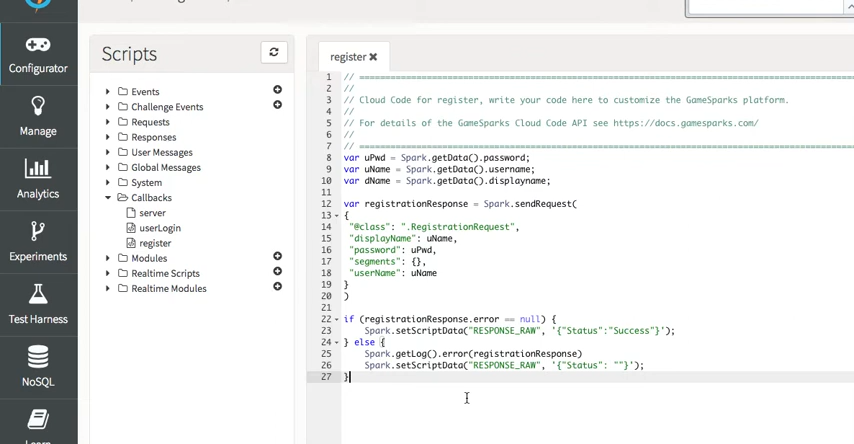 Configurator
Manage
Analytics
Experiments
Test Harness
NoSQL
Scripts
Events
Challenge Events
Requests
Responses
User Messages
Global Messages
System
Callbacks
server
userLogin
register
Modules
Realtime Scripts
Realtime Modules
register
1 // ================================================================================================
2 //
3 // Cloud Code for register, write your code here to customize the GameSparks platform.
4 //
5 // For details of the GameSparks Cloud Code API see https://docs.gamesparks.com/
6 //
7 // ================================================================================================
8 var uPwd = Spark.getData().password;
9 var uName = Spark.getData().username;
10 var dName = Spark.getData().displayname;
11
12 var registrationResponse = Spark.sendRequest(
13 {
14 "@class": ".RegistrationRequest",
15 "displayName": uName,
16 "password": uPwd,
17 "segments": {},
18 "userName": uName
19 }
20 )
21
22 if (registrationResponse.error == null) {
23 Spark.setScriptData("RESPONSE_RAW", '{"Status":"Success"}');
24 } else {
25 Spark.getLog().error(registrationResponse)
26 Spark.setScriptData("RESPONSE_RAW", '{"Status": ""}');
27 }